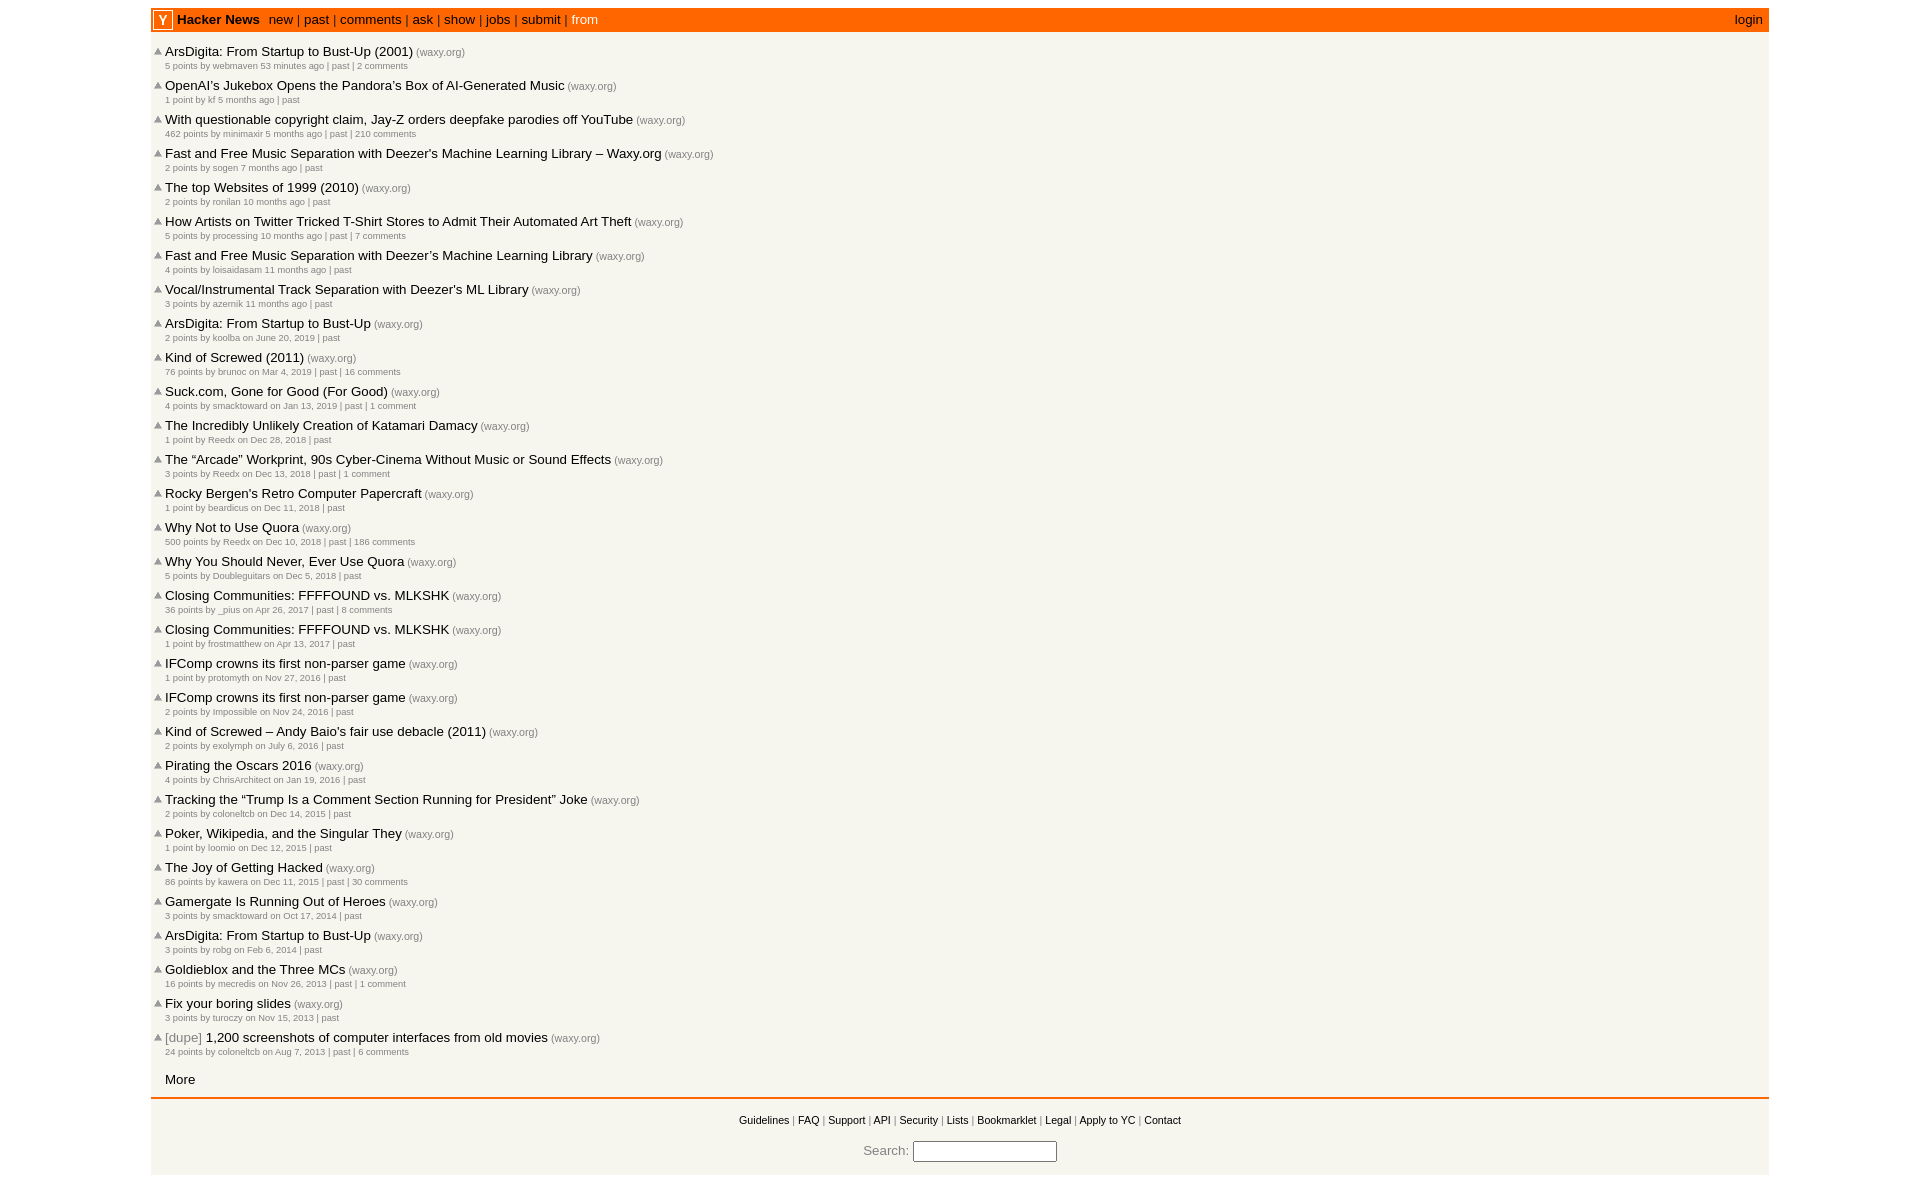 Y Hacker News new | past | comments | ask | show | jobs | submit | from login
ArsDigita: From Startup to Bust-Up (2001) (waxy.org)
5 points by webmaven 53 minutes ago | past | 2 comments
OpenAI’s Jukebox Opens the Pandora’s Box of AI-Generated Music (waxy.org)
1 point by kf 5 months ago | past
With questionable copyright claim, Jay-Z orders deepfake parodies off YouTube (waxy.org)
462 points by minimaxir 5 months ago | past | 210 comments
Fast and Free Music Separation with Deezer's Machine Learning Library – Waxy.org (waxy.org)
2 points by sogen 7 months ago | past
The top Websites of 1999 (2010) (waxy.org)
2 points by ronilan 10 months ago | past
How Artists on Twitter Tricked T-Shirt Stores to Admit Their Automated Art Theft (waxy.org)
5 points by processing 10 months ago | past | 7 comments
Fast and Free Music Separation with Deezer’s Machine Learning Library (waxy.org)
4 points by loisaidasam 11 months ago | past
Vocal/Instrumental Track Separation with Deezer's ML Library (waxy.org)
3 points by azernik 11 months ago | past
ArsDigita: From Startup to Bust-Up (waxy.org)
2 points by koolba on June 20, 2019 | past
Kind of Screwed (2011) (waxy.org)
76 points by brunoc on Mar 4, 2019 | past | 16 comments
Suck.com, Gone for Good (For Good) (waxy.org)
4 points by smacktoward on Jan 13, 2019 | past | 1 comment
The Incredibly Unlikely Creation of Katamari Damacy (waxy.org)
1 point by Reedx on Dec 28, 2018 | past
The “Arcade” Workprint, 90s Cyber-Cinema Without Music or Sound Effects (waxy.org)
3 points by Reedx on Dec 13, 2018 | past | 1 comment
Rocky Bergen's Retro Computer Papercraft (waxy.org)
1 point by beardicus on Dec 11, 2018 | past
Why Not to Use Quora (waxy.org)
500 points by Reedx on Dec 10, 2018 | past | 186 comments
Why You Should Never, Ever Use Quora (waxy.org)
5 points by Doubleguitars on Dec 5, 2018 | past
Closing Communities: FFFFOUND vs. MLKSHK (waxy.org)
36 points by _pius on Apr 26, 2017 | past | 8 comments
Closing Communities: FFFFOUND vs. MLKSHK (waxy.org)
1 point by frostmatthew on Apr 13, 2017 | past
IFComp crowns its first non-parser game (waxy.org)
1 point by protomyth on Nov 27, 2016 | past
IFComp crowns its first non-parser game (waxy.org)
2 points by Impossible on Nov 24, 2016 | past
Kind of Screwed – Andy Baio's fair use debacle (2011) (waxy.org)
2 points by exolymph on July 6, 2016 | past
Pirating the Oscars 2016 (waxy.org)
4 points by ChrisArchitect on Jan 19, 2016 | past
Tracking the “Trump Is a Comment Section Running for President” Joke (waxy.org)
2 points by coloneltcb on Dec 14, 2015 | past
Poker, Wikipedia, and the Singular They (waxy.org)
1 point by loomio on Dec 12, 2015 | past
The Joy of Getting Hacked (waxy.org)
86 points by kawera on Dec 11, 2015 | past | 30 comments
Gamergate Is Running Out of Heroes (waxy.org)
3 points by smacktoward on Oct 17, 2014 | past
ArsDigita: From Startup to Bust-Up (waxy.org)
3 points by robg on Feb 6, 2014 | past
Goldieblox and the Three MCs (waxy.org)
16 points by mecredis on Nov 26, 2013 | past | 1 comment
Fix your boring slides (waxy.org)
3 points by turoczy on Nov 15, 2013 | past
[dupe] 1,200 screenshots of computer interfaces from old movies (waxy.org)
24 points by coloneltcb on Aug 7, 2013 | past | 6 comments
More
Guidelines | FAQ | Support | API | Security | Lists | Bookmarklet | Legal | Apply to YC | Contact
Search: